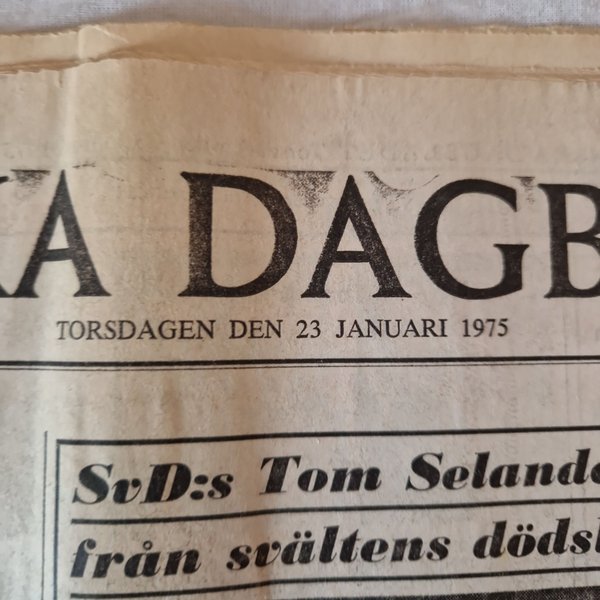 KA DAGB
TORSDAGEN DEN 23 JANUARI 1975
SvD:s Tom Selande
från svältens döds